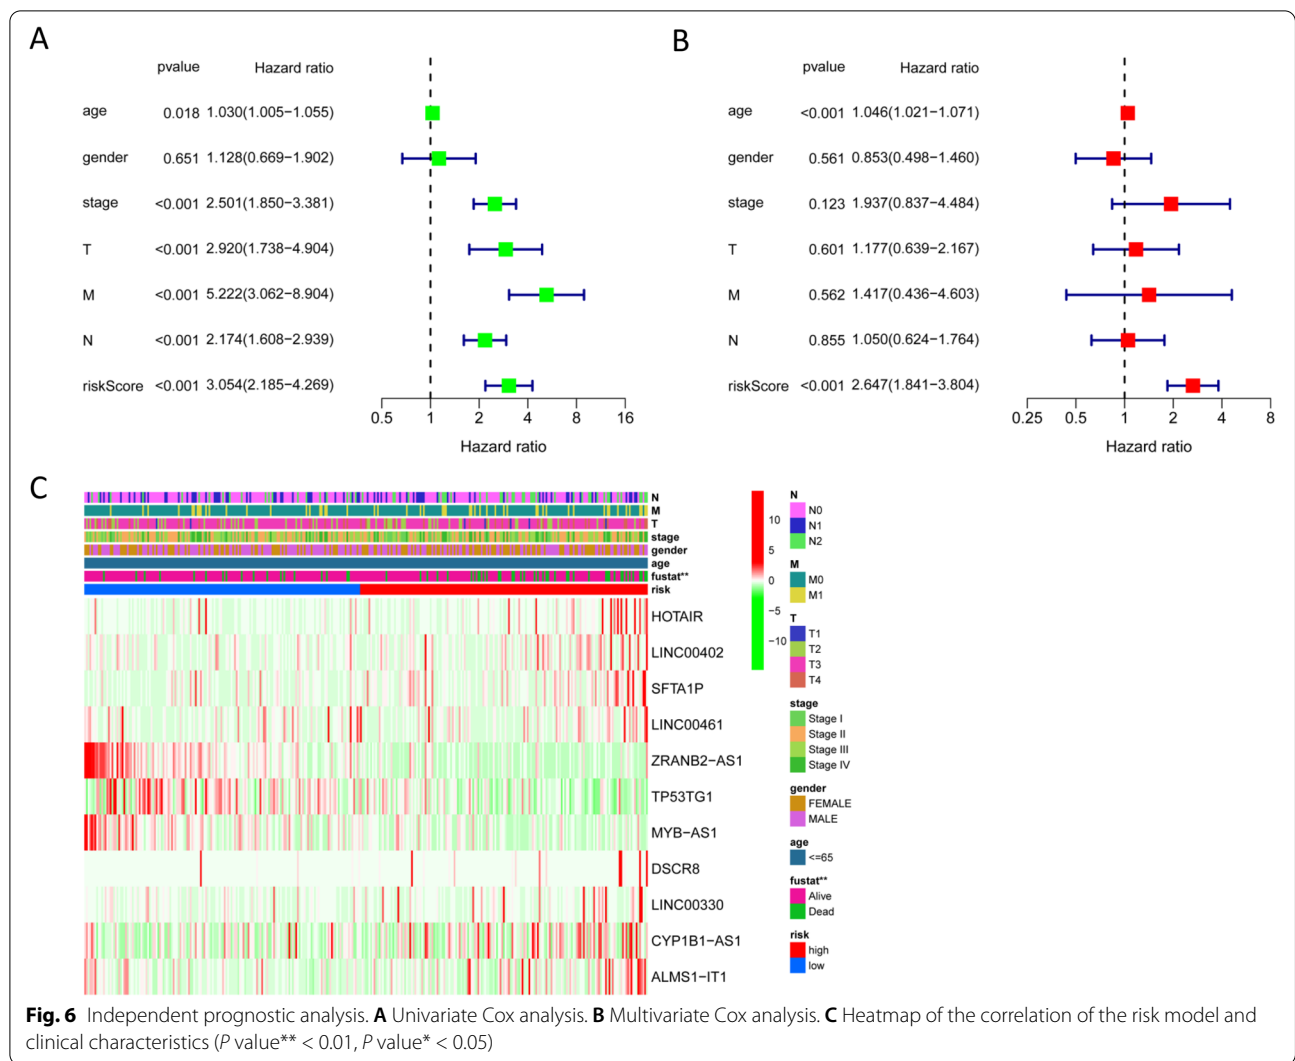 A
pvalue Hazard ratio
age 0.018 1.030(1.005−1.055)
gender 0.651 1.128(0.669−1.902)
stage <0.001 2.501(1.850−3.381)
T <0.001 2.920(1.738−4.904)
M <0.001 5.222(3.062−8.904)
N <0.001 2.174(1.608−2.939)
riskScore <0.001 3.054(2.185−4.269)
0.5 1 2 4 8 16
Hazard ratio
B
pvalue Hazard ratio
age <0.001 1.046(1.021−1.071)
gender 0.561 0.853(0.498−1.460)
stage 0.123 1.937(0.837−4.484)
T 0.601 1.177(0.639−2.167)
M 0.562 1.417(0.436−4.603)
N 0.855 1.050(0.624−1.764)
riskScore <0.001 2.647(1.841−3.804)
0.25 0.5 1 2 4 8
Hazard ratio
C
N
M
T
stage
gender
age
fustat**
risk
HOTAIR
LINC00402
SFTA1P
LINC00461
ZRANB2−AS1
TP53TG1
MYB−AS1
DSCR8
LINC00330
CYP1B1−AS1
ALMS1−IT1
10
5
0
−5
−10
N
N0
N1
N2
M
M0
M1
T
T1
T2
T3
T4
stage
Stage I
Stage II
Stage III
Stage IV
gender
FEMALE
MALE
age
<=65
fustat**
Alive
Dead
risk
high
low
Fig. 6 Independent prognostic analysis. A Univariate Cox analysis. B Multivariate Cox analysis. C Heatmap of the correlation of the risk model and
clinical characteristics (P value** < 0.01, P value* < 0.05)